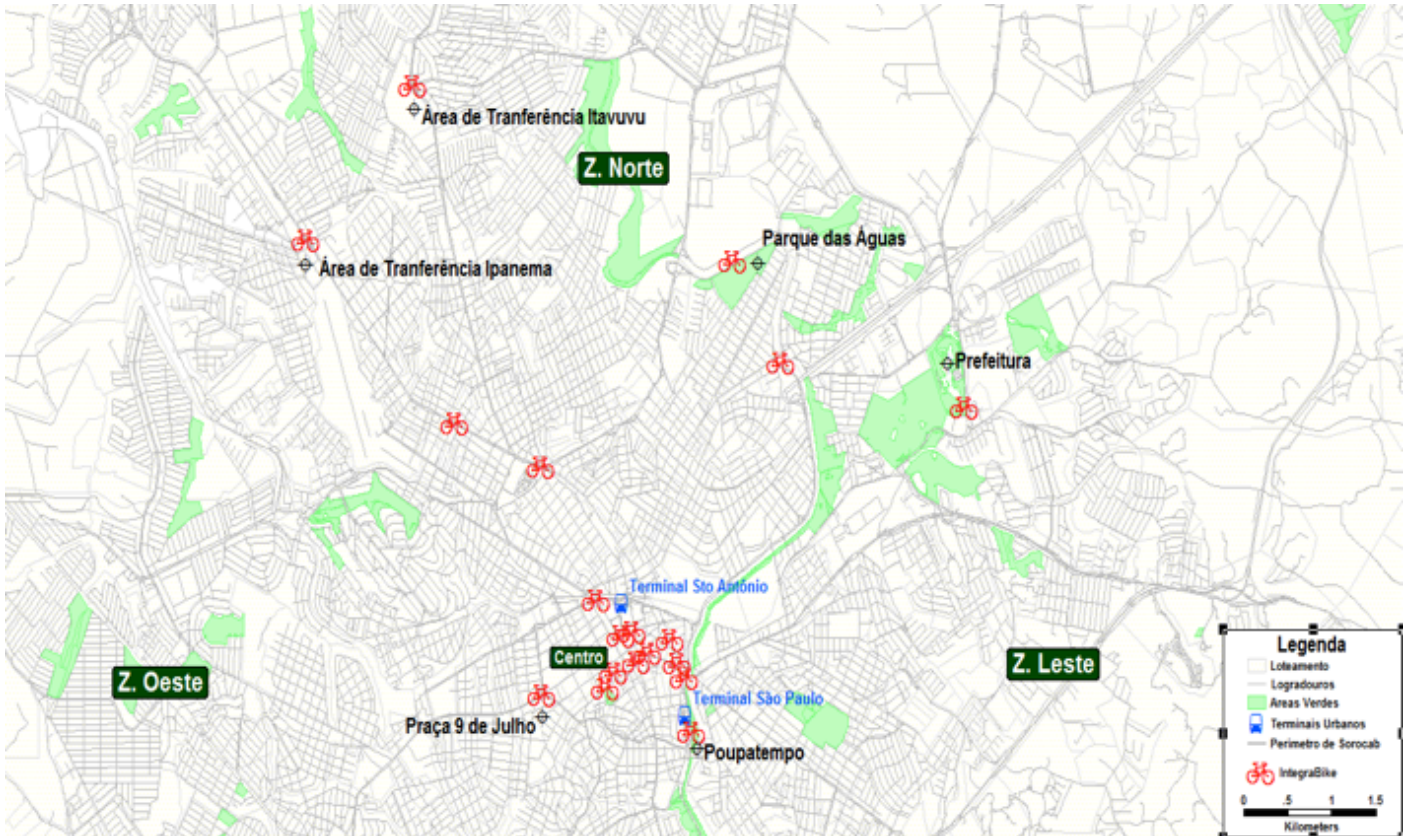 Área de Tranferência Itavuvu
Z. Norte
Parque das Águas
Área de Tranferência Ipanema
Prefeitura
Terminal Sto Antônio
Centro
Z. Leste
Z. Oeste
Terminal São Paulo
Praça 9 de Julho
Poupatempo
Legenda
Loteamento
Logradouros
Areas Verdes
Terminais Urbanos
Perimetro de Sorocab
IntegraBike
0 .5 1 1.5
Kilometers